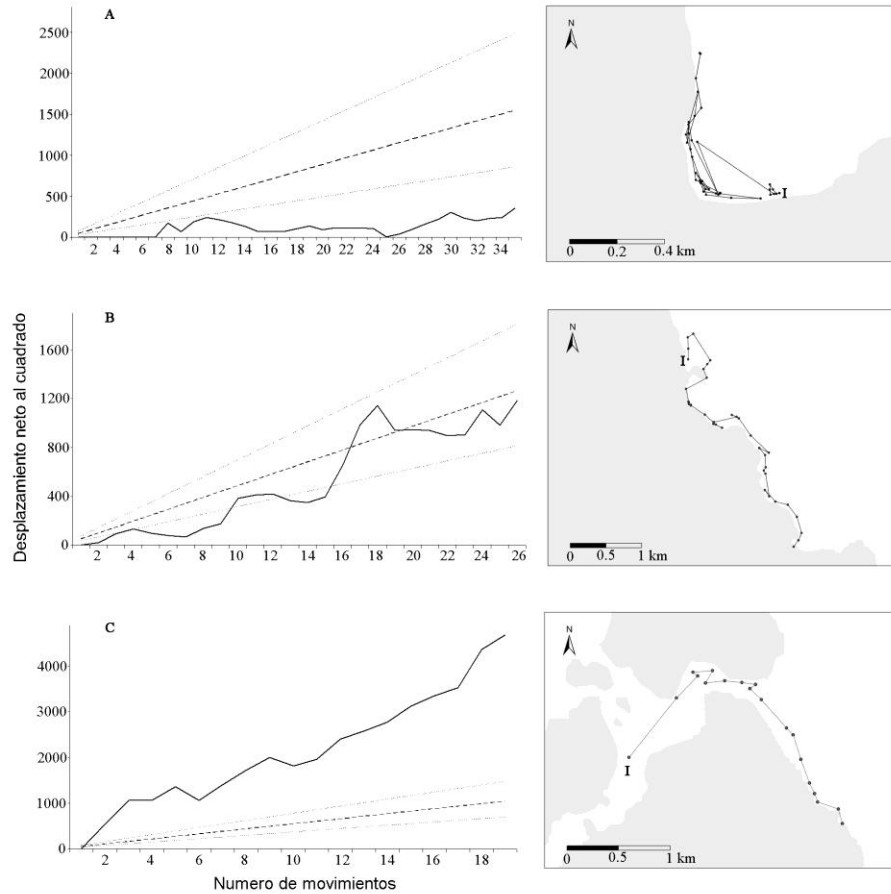 A
2500
2000
1500
1000
500
0
2 4 6 8 10 12 14 16 18 20 22 24 26 28 30 32 34
N
I
0 0.2 0.4 km
B
1600
1200
800
400
0
2 4 6 8 10 12 14 16 18 20 22 24 26
N
I
0 0.5 1 km
C
4000
3000
2000
1000
0
2 4 6 8 10 12 14 16 18
N
I
0 0.5 1 km
Desplazamiento neto al cuadrado
Numero de movimientos